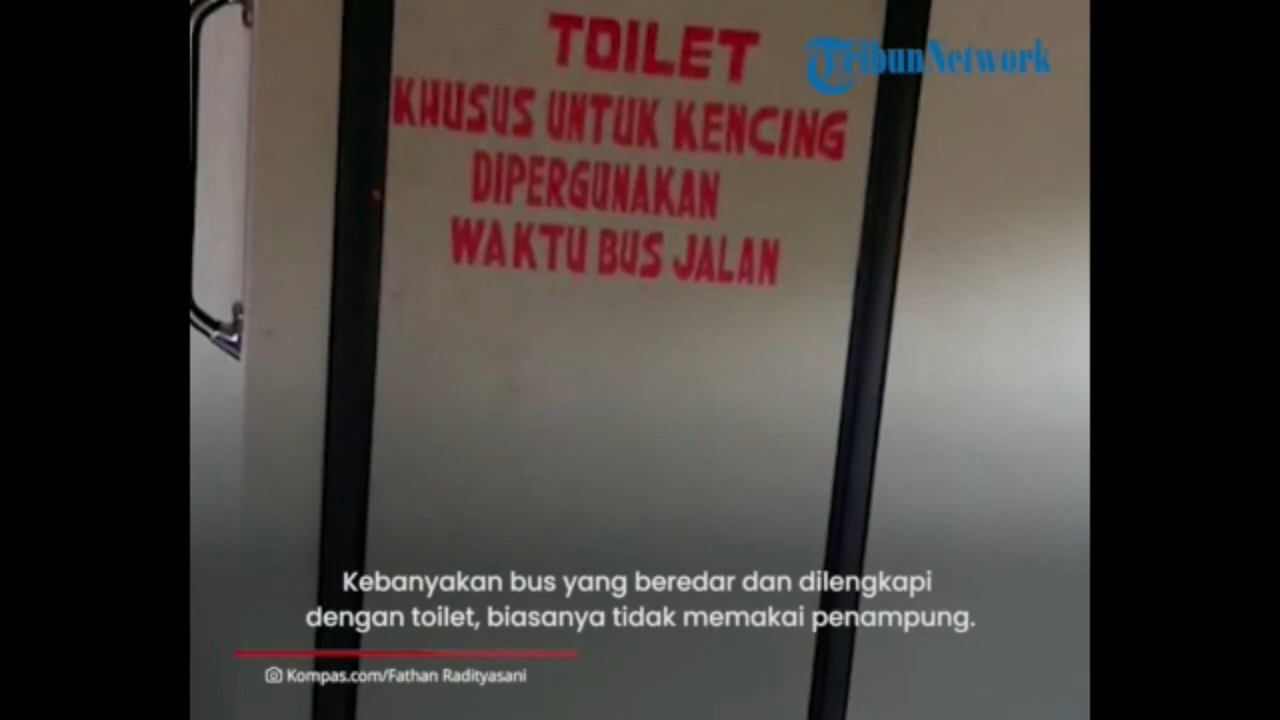 TOILET
TribunNetwork
KHUSUS UNTUK KENCING
DIPERGUNAKAN
WAKTU BUS JALAN
Kebanyakan bus yang beredar dan dilengkapi
dengan toilet, biasanya tidak memakai penampung.
Kompas.com/Fathan Radityasani